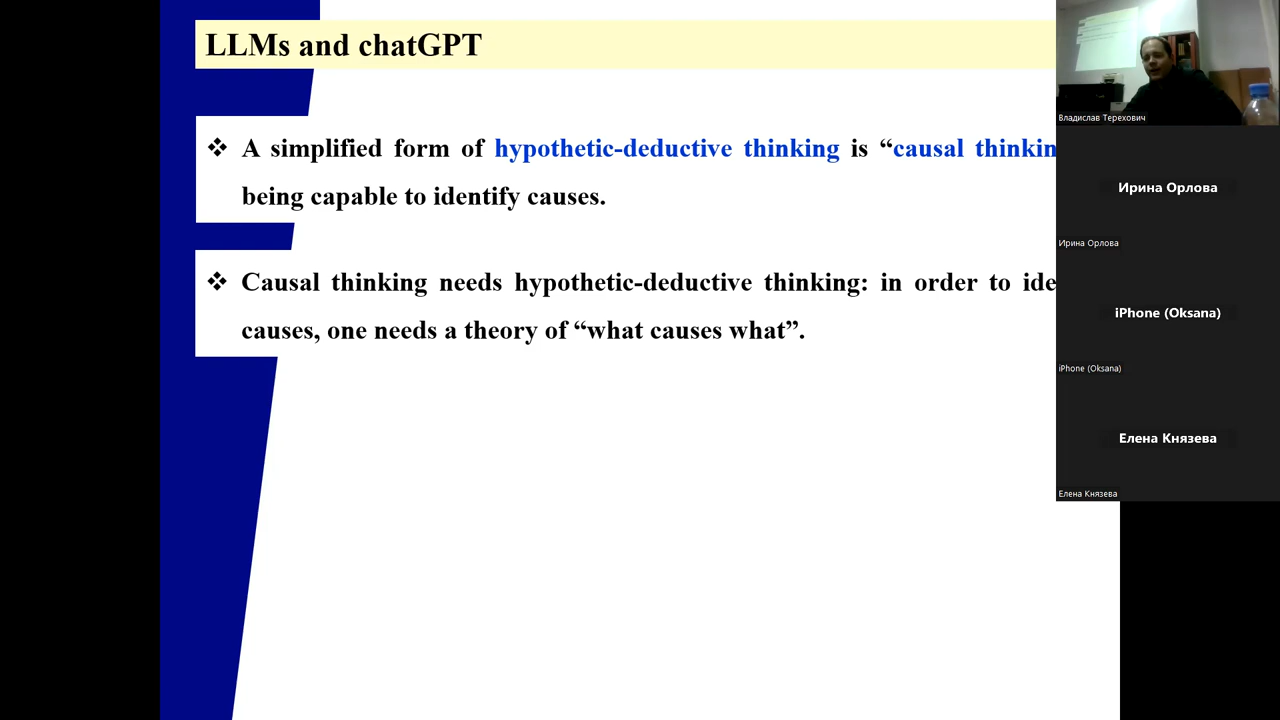 LLMs and chatGPT
❖ A simplified form of hypothetic-deductive thinking is “causal thinkin
being capable to identify causes.
❖ Causal thinking needs hypothetic-deductive thinking: in order to ide
causes, one needs a theory of “what causes what”.
Владислав Терехович
Ирина Орлова
Ирина Орлова
iPhone (Oksana)
iPhone (Oksana)
Елена Князева
Елена Князева